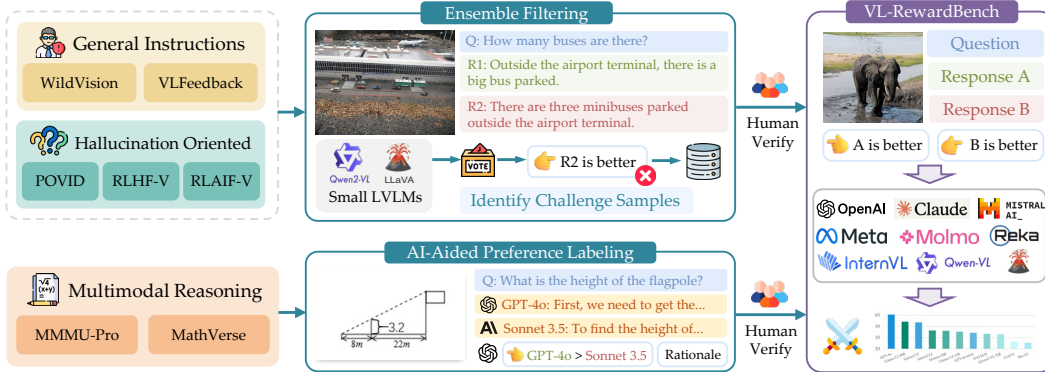 General Instructions
WildVision
VLFeedback
Hallucination Oriented
POVID
RLHF-V
RLAIF-V
Multimodal Reasoning
√4
(x+y)
MMMU-Pro
MathVerse
Ensemble Filtering
Q: How many buses are there?
R1: Outside the airport terminal, there is a
big bus parked.
R2: There are three minibuses parked
outside the airport terminal.
Qwen2-VL
LLaVA
Small LVLMs
VOTE
R2 is better
Identify Challenge Samples
AI-Aided Preference Labeling
3.2
8m
22m
Q: What is the height of the flagpole?
GPT-4o: First, we need to get the...
Sonnet 3.5: To find the height of...
GPT-4o > Sonnet 3.5
Rationale
Human
Verify
Human
Verify
VL-RewardBench
Question
Response A
Response B
A is better
B is better
OpenAI
Claude
MISTRAL
AI_
Meta
Molmo
Reka
InternVL
Qwen-VL